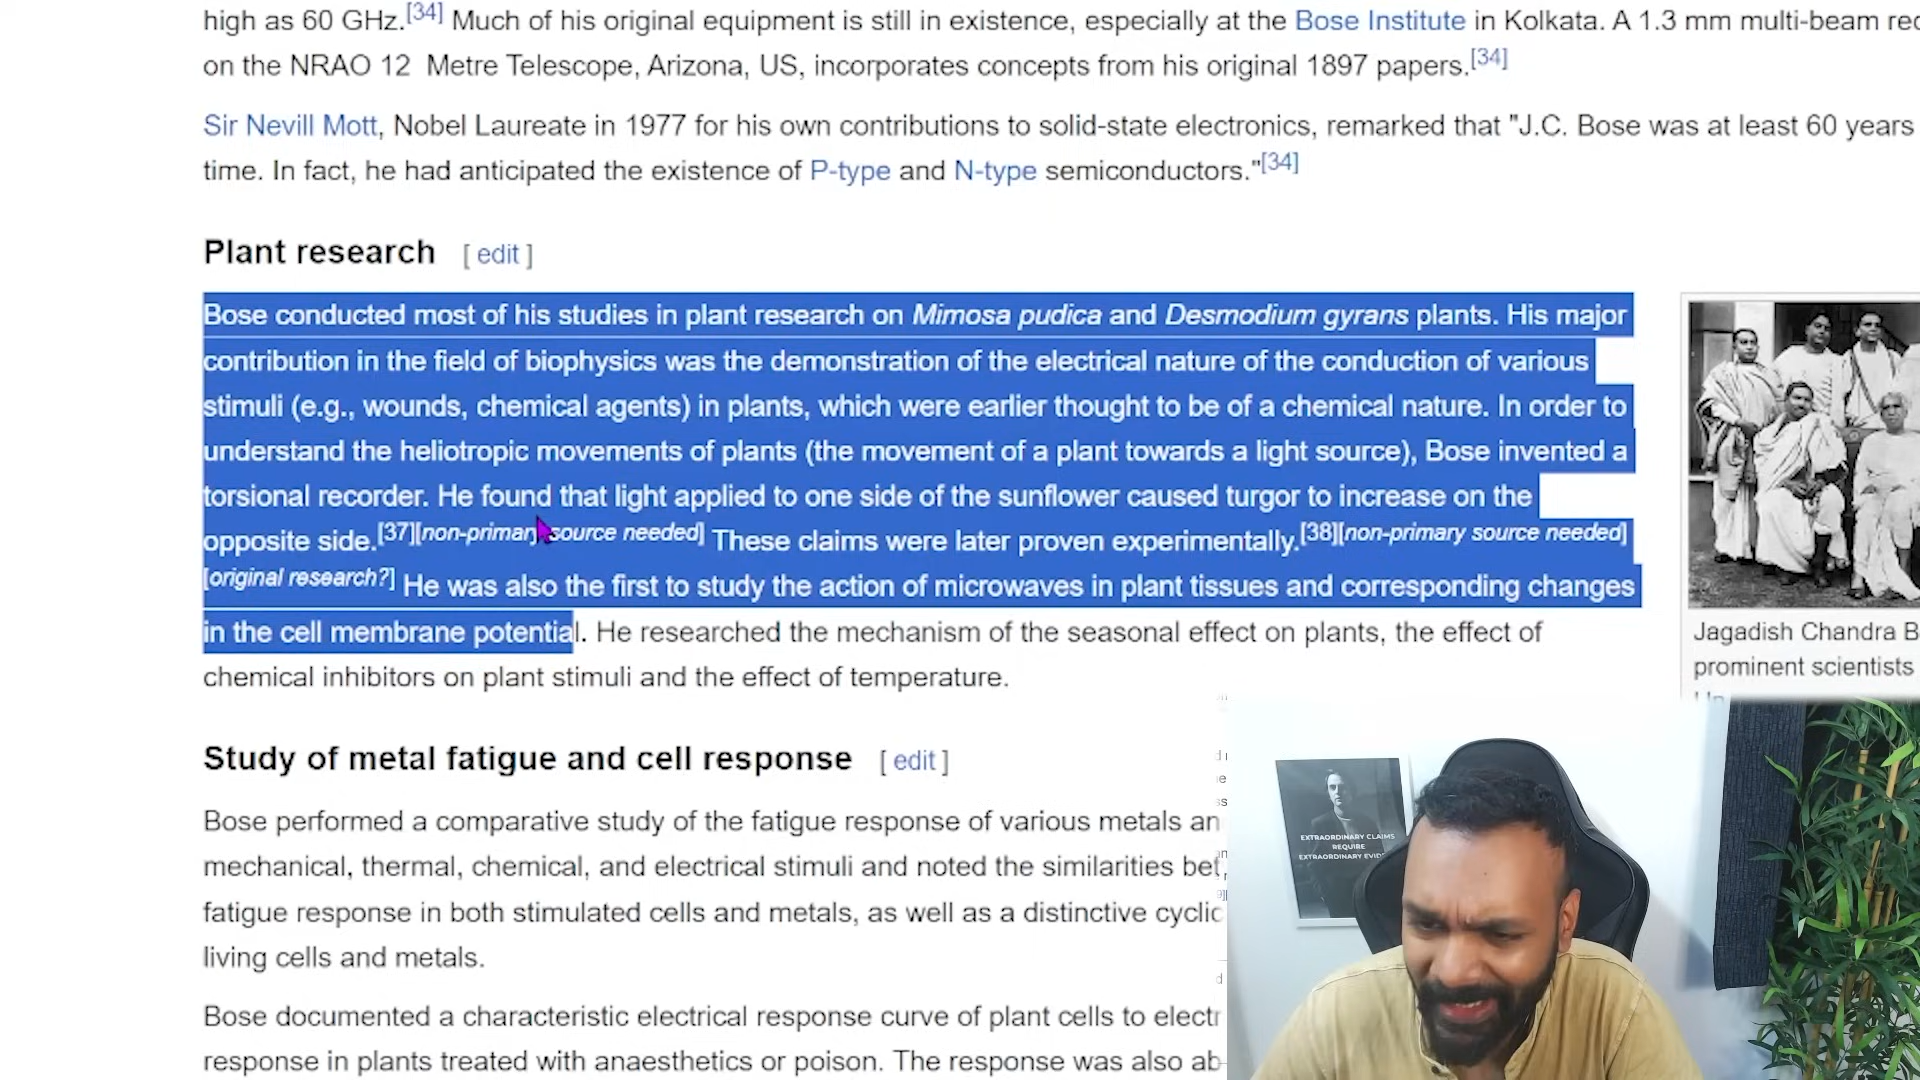 high as 60 GHz.[34] Much of his original equipment is still in existence, especially at the Bose Institute in Kolkata. A 1.3 mm multi-beam
on the NRAO 12 Metre Telescope, Arizona, US, incorporates concepts from his original 1897 papers.[34]
Sir Nevill Mott, Nobel Laureate in 1977 for his own contributions to solid-state electronics, remarked that "J.C. Bose was at least 60 years
time. In fact, he had anticipated the existence of P-type and N-type semiconductors."[34]
Plant research [ edit ]
Bose conducted most of his studies in plant research on Mimosa pudica and Desmodium gyrans plants. His major
contribution in the field of biophysics was the demonstration of the electrical nature of the conduction of various
stimuli (e.g., wounds, chemical agents) in plants, which were earlier thought to be of a chemical nature. In order to
understand the heliotropic movements of plants (the movement of a plant towards a light source), Bose invented a
torsional recorder. He found that light applied to one side of the sunflower caused turgor to increase on the
opposite side.[37][non-primary source needed] These claims were later proven experimentally.[38][non-primary source needed]
[original research?] He was also the first to study the action of microwaves in plant tissues and corresponding changes
in the cell membrane potential. He researched the mechanism of the seasonal effect on plants, the effect of
chemical inhibitors on plant stimuli and the effect of temperature.
Jagadish Chandra B
prominent scientists
Study of metal fatigue and cell response [ edit ]
Bose performed a comparative study of the fatigue response of various metals an
mechanical, thermal, chemical, and electrical stimuli and noted the similarities bet
fatigue response in both stimulated cells and metals, as well as a distinctive cyclic
living cells and metals.
Bose documented a characteristic electrical response curve of plant cells to electr
response in plants treated with anaesthetics or poison. The response was also ab
EXTRAORDINARY CLAIMS
REQUIRE
EXTRAORDINARY EVID